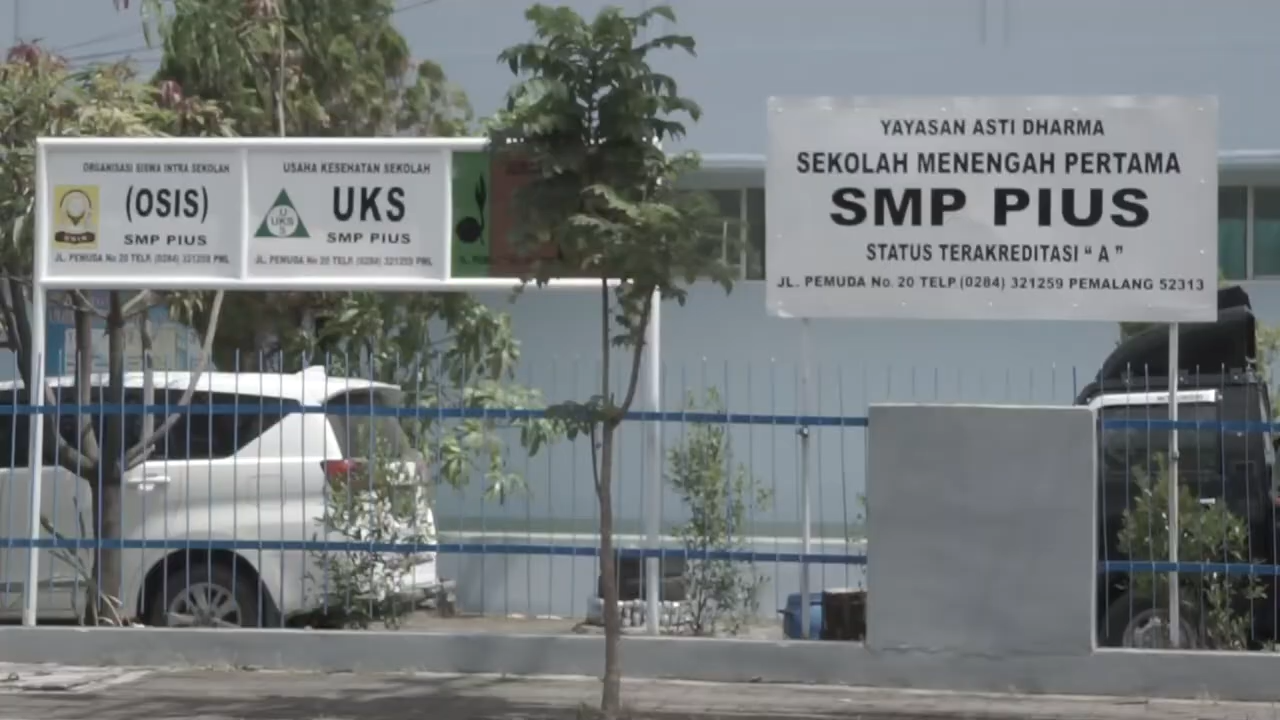 ORGANISASI SISWA INTRA SEKOLAH
(OSIS)
SMP PIUS
JL. PEMUDA No. 20 TELP. (0284) 321259 PML
USAHA KESEHATAN SEKOLAH
U
UKS
S
UKS
SMP PIUS
JL. PEMUDA No. 20 TELP. (0284) 321259 PML
YAYASAN ASTI DHARMA
SEKOLAH MENENGAH PERTAMA
SMP PIUS
STATUS TERAKREDITASI “ A ”
JL. PEMUDA No. 20 TELP. (0284) 321259 PEMALANG 52313